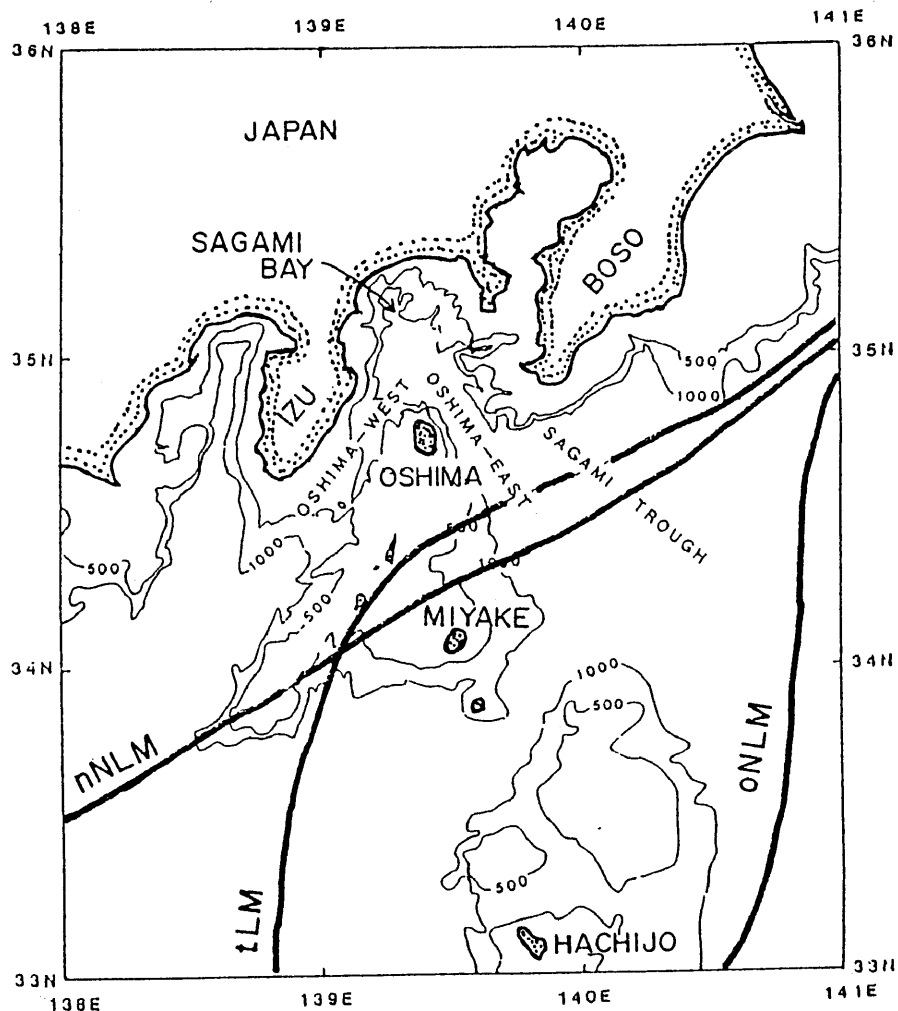 138E 139E 140E 141E
36N 36N
JAPAN
SAGAMI
BAY
BOSO
35N 35N
500
1000
IZU
OSHIMA-WEST
OSHIMA-EAST
SAGAMI TROUGH
OSHIMA
500
1000
500
1000
500
MIYAKE
34N 34N
1000
500
nNLM
oNLM
500
tLM
HACHIJO
33N 33N
138E 139E 140E 141E